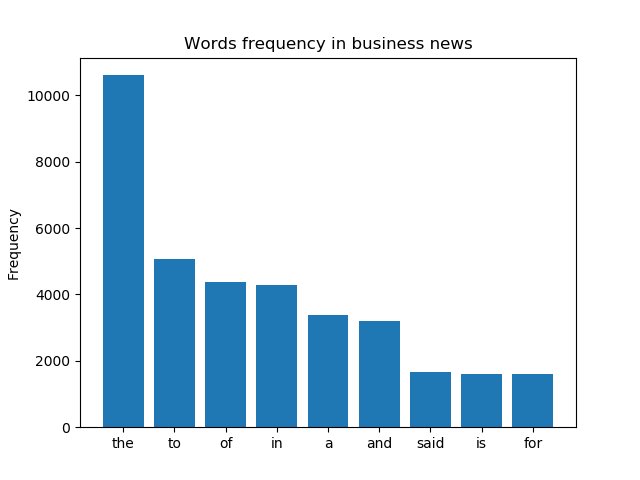 Words frequency in business news
Frequency
10000
8000
6000
4000
2000
0
the to of in a and said is for